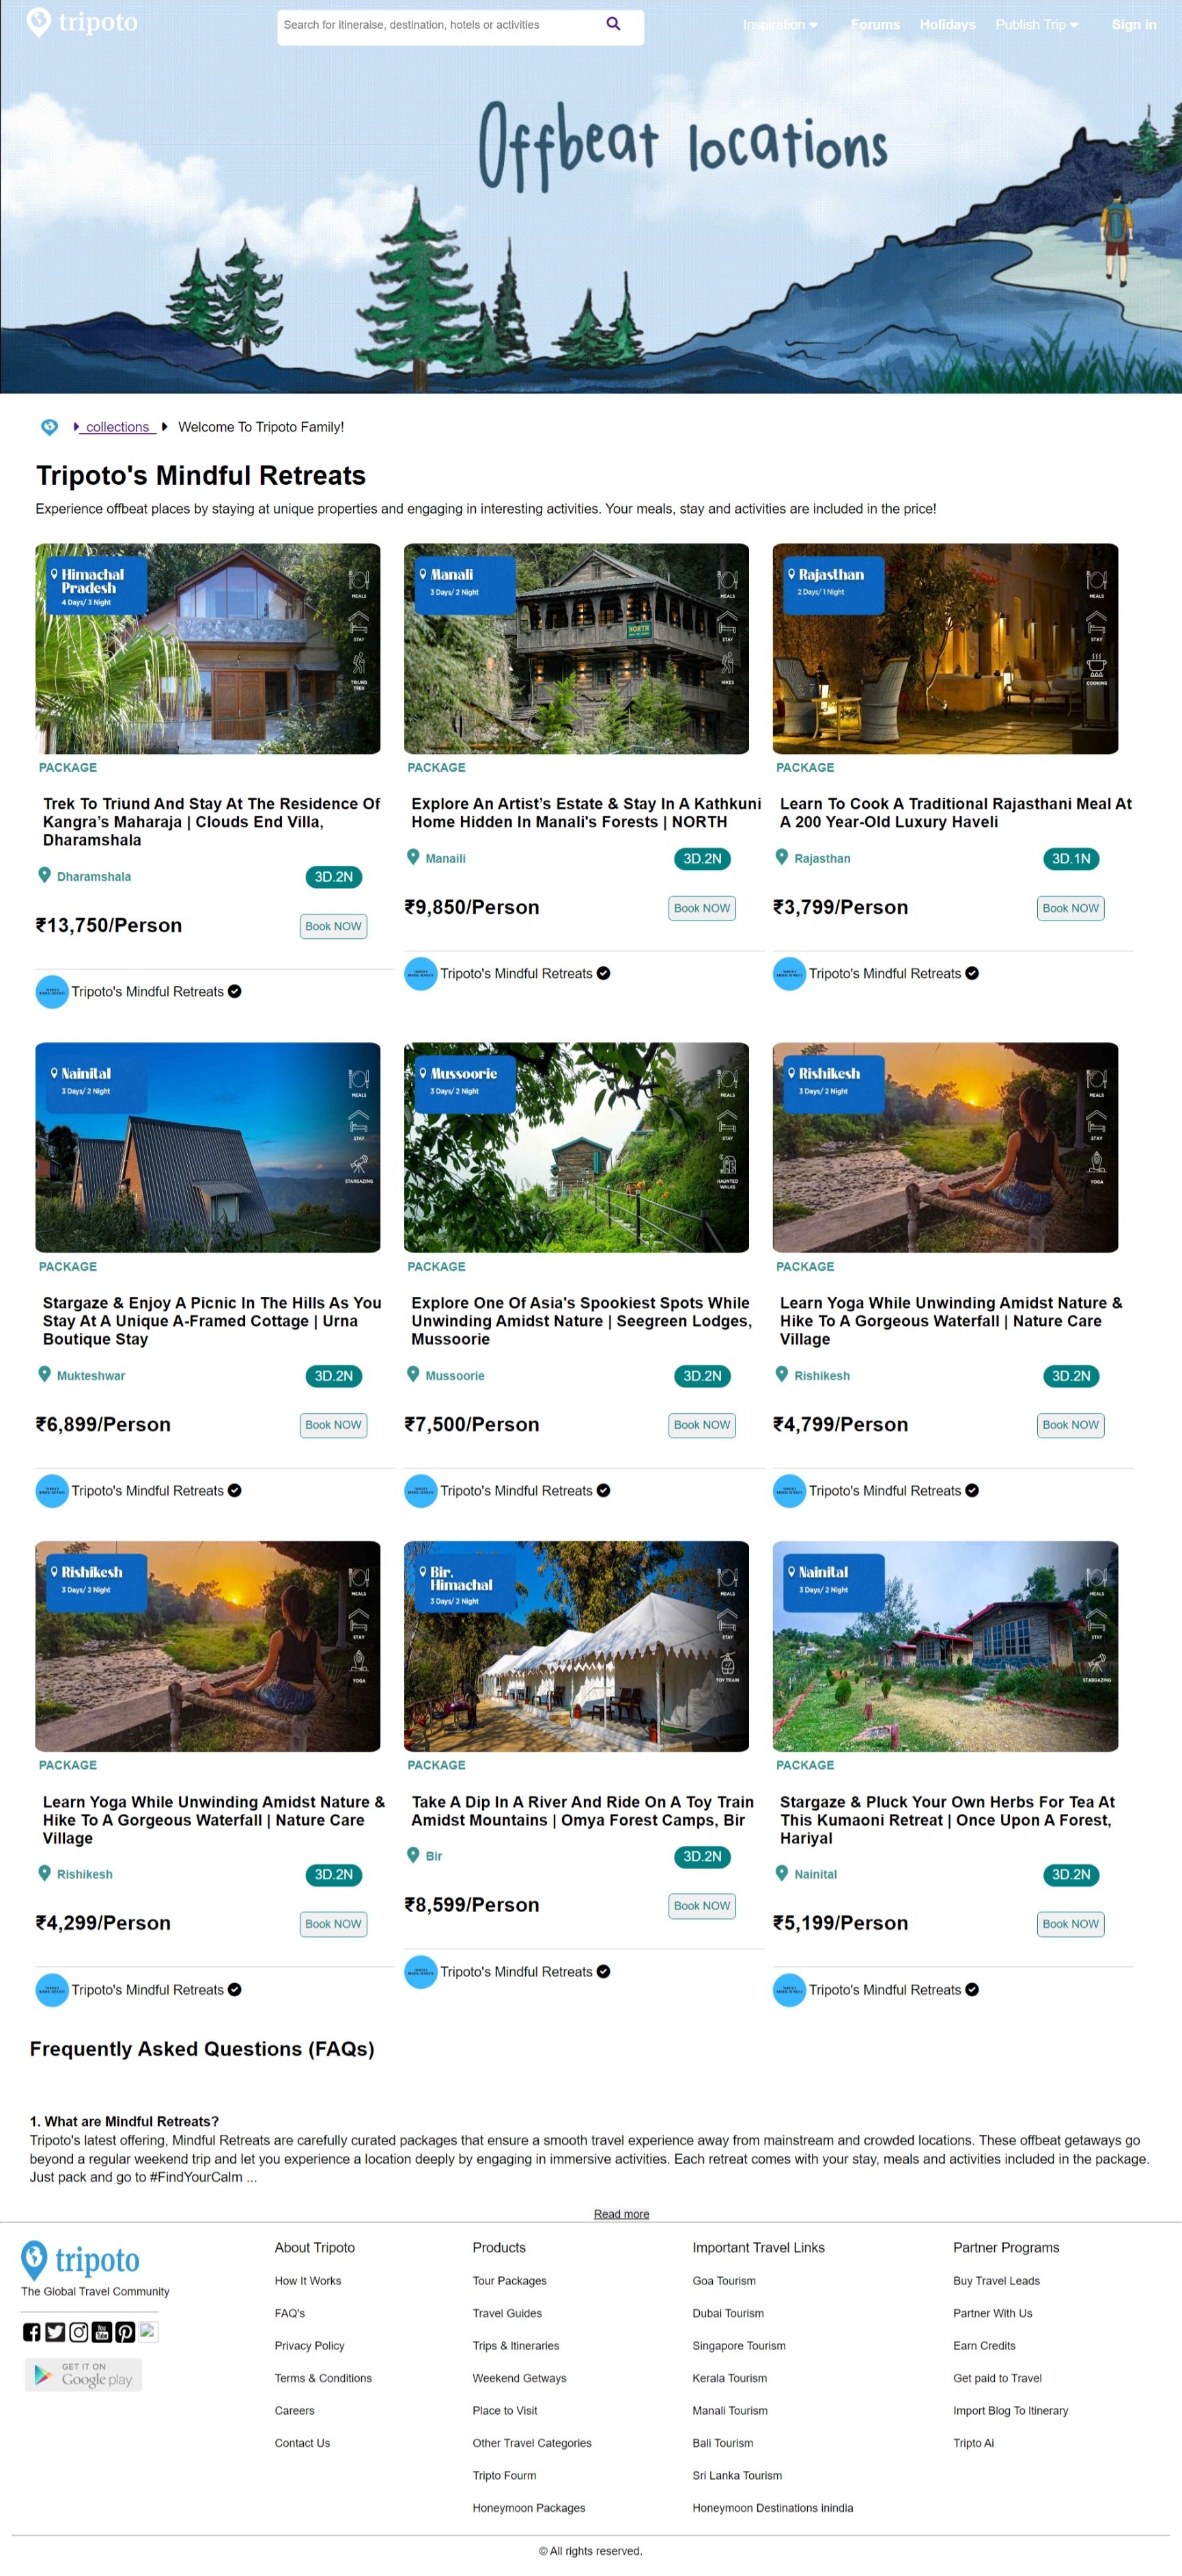 tripoto
Search for itineraise, destination, hotels or activities
Inspiration
Forums
Holidays
Publish Trip
Sign in
Offbeat locations
collections
Welcome To Tripoto Family!
Tripoto's Mindful Retreats
Experience offbeat places by staying at unique properties and engaging in interesting activities. Your meals, stay and activities are included in the price!
Himachal
Pradesh
4 Days/ 3 Night
MEALS
STAY
TRIUND
TREK
PACKAGE
Trek To Triund And Stay At The Residence Of
Kangra’s Maharaja | Clouds End Villa,
Dharamshala
Dharamshala
3D.2N
₹13,750/Person
Book NOW
Tripoto's Mindful Retreats
Manali
3 Days/ 2 Night
NORTH
MEALS
STAY
HIKES
PACKAGE
Explore An Artist’s Estate & Stay In A Kathkuni
Home Hidden In Manali's Forests | NORTH
Manaili
3D.2N
₹9,850/Person
Book NOW
Tripoto's Mindful Retreats
Rajasthan
2 Days/ 1 Night
MEALS
STAY
COOKING
PACKAGE
Learn To Cook A Traditional Rajasthani Meal At
A 200 Year-Old Luxury Haveli
Rajasthan
3D.1N
₹3,799/Person
Book NOW
Tripoto's Mindful Retreats
Nainital
3 Days/ 2 Night
MEALS
STAY
STARGAZING
PACKAGE
Stargaze & Enjoy A Picnic In The Hills As You
Stay At A Unique A-Framed Cottage | Urna
Boutique Stay
Mukteshwar
3D.2N
₹6,899/Person
Book NOW
Tripoto's Mindful Retreats
Mussoorie
3 Days/ 2 Night
MEALS
STAY
HAUNTED
WALKS
PACKAGE
Explore One Of Asia's Spookiest Spots While
Unwinding Amidst Nature | Seegreen Lodges,
Mussoorie
Mussoorie
3D.2N
₹7,500/Person
Book NOW
Tripoto's Mindful Retreats
Rishikesh
3 Days/ 2 Night
MEALS
STAY
YOGA
PACKAGE
Learn Yoga While Unwinding Amidst Nature &
Hike To A Gorgeous Waterfall | Nature Care
Village
Rishikesh
3D.2N
₹4,799/Person
Book NOW
Tripoto's Mindful Retreats
Rishikesh
3 Days/ 2 Night
MEALS
STAY
YOGA
PACKAGE
Learn Yoga While Unwinding Amidst Nature &
Hike To A Gorgeous Waterfall | Nature Care
Village
Rishikesh
3D.2N
₹4,299/Person
Book NOW
Tripoto's Mindful Retreats
Bir,
Himachal
3 Days/ 2 Night
MEALS
STAY
TOY TRAIN
PACKAGE
Take A Dip In A River And Ride On A Toy Train
Amidst Mountains | Omya Forest Camps, Bir
Bir
3D.2N
₹8,599/Person
Book NOW
Tripoto's Mindful Retreats
Nainital
3 Days/ 2 Night
MEALS
STAY
STARGAZING
PACKAGE
Stargaze & Pluck Your Own Herbs For Tea At
This Kumaoni Retreat | Once Upon A Forest,
Hariyal
Nainital
3D.2N
₹5,199/Person
Book NOW
Tripoto's Mindful Retreats
Frequently Asked Questions (FAQs)
1. What are Mindful Retreats?
Tripoto's latest offering, Mindful Retreats are carefully curated packages that ensure a smooth travel experience away from mainstream and crowded locations. These offbeat getaways go
beyond a regular weekend trip and let you experience a location deeply by engaging in immersive activities. Each retreat comes with your stay, meals and activities included in the package.
Just pack and go to #FindYourCalm ...
Read more
tripoto
The Global Travel Community
You
Tube
GET IT ON
Google play
About Tripoto
How It Works
FAQ's
Privacy Policy
Terms & Conditions
Careers
Contact Us
Products
Tour Packages
Travel Guides
Trips & Itineraries
Weekend Getways
Place to Visit
Other Travel Categories
Tripto Fourm
Honeymoon Packages
Important Travel Links
Goa Tourism
Dubai Tourism
Singapore Tourism
Kerala Tourism
Manali Tourism
Bali Tourism
Sri Lanka Tourism
Honeymoon Destinations inindia
Partner Programs
Buy Travel Leads
Partner With Us
Earn Credits
Get paid to Travel
Import Blog To Itinerary
Tripto Ai
© All rights reserved.